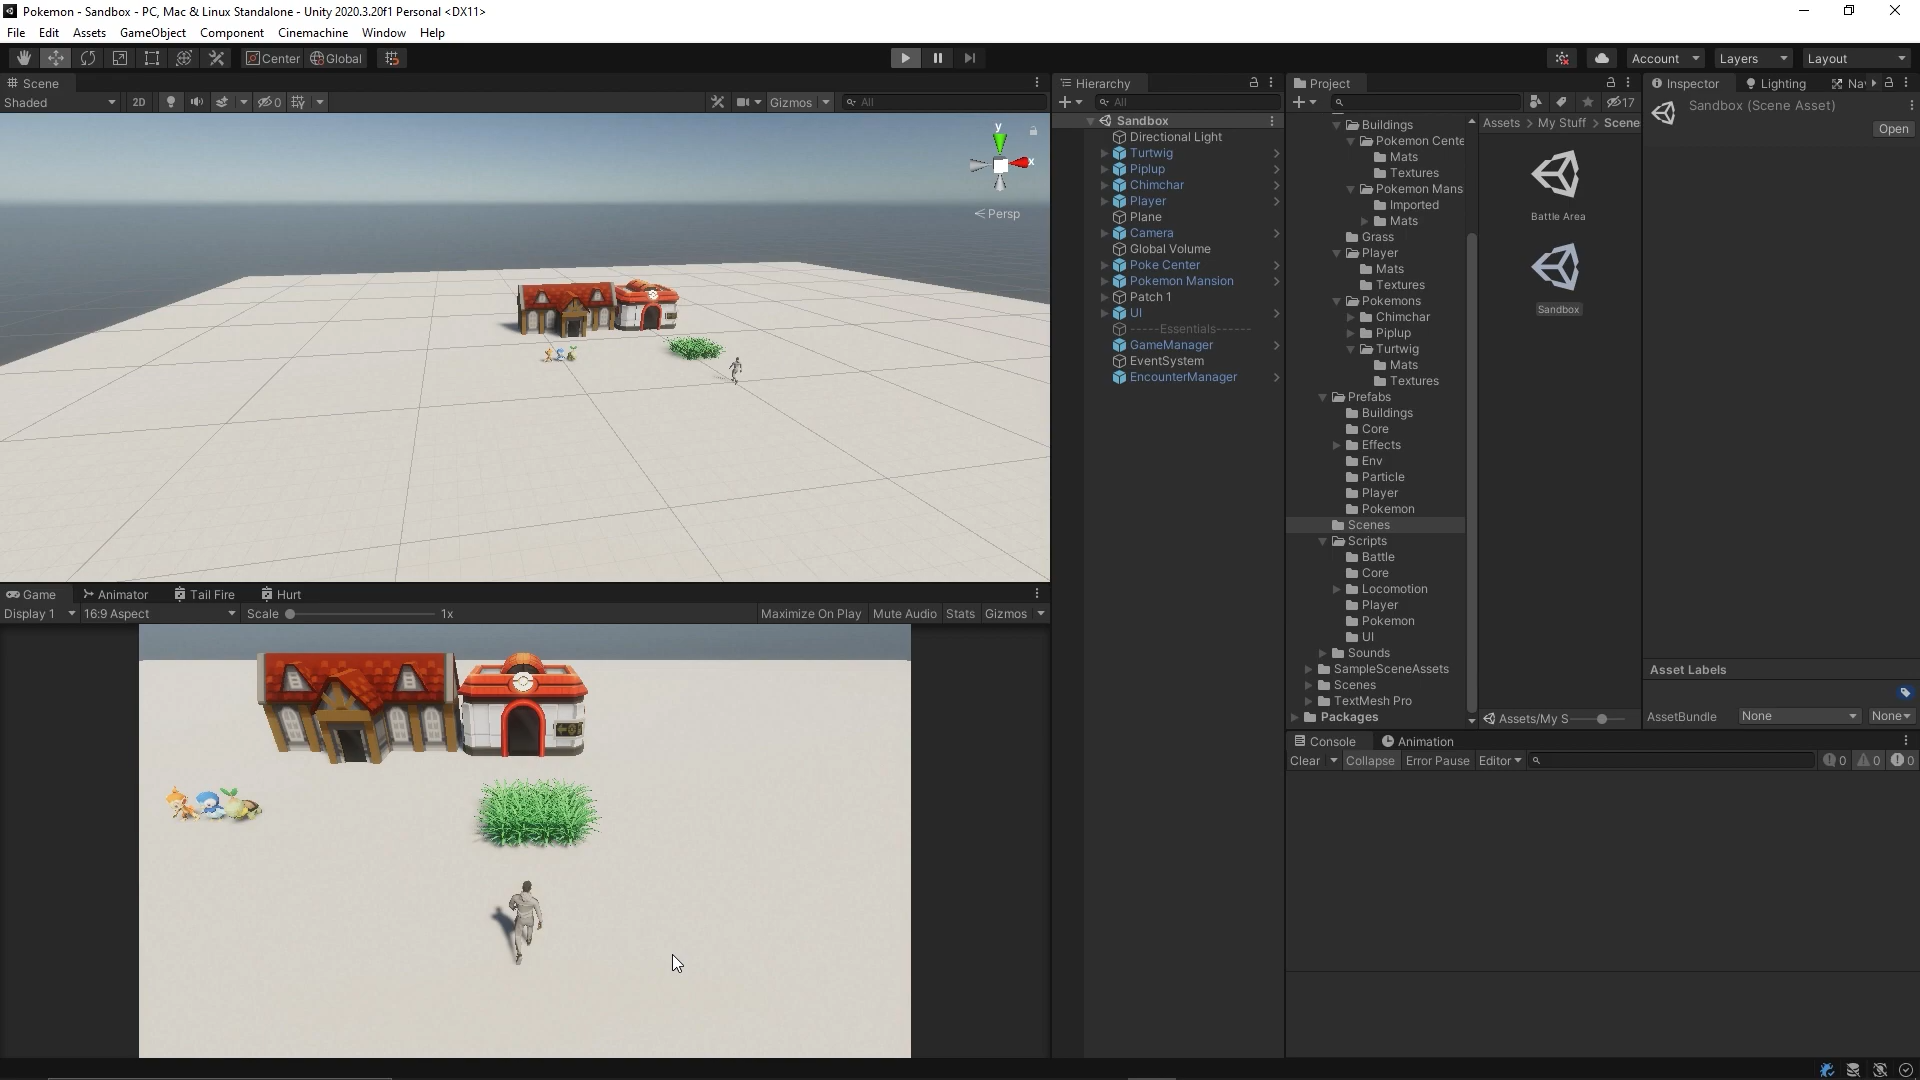 Pokemon - Sandbox - PC, Mac & Linux Standalone - Unity 2020.3.20f1 Personal <DX11>
File Edit Assets GameObject Component Cinemachine Window Help
Center Global Account Layers Layout
Scene
Shaded 2D 0 Gizmos All
y
x
Persp
Game Animator Tail Fire Hurt
Display 1 16:9 Aspect Scale 1x Maximize On Play Mute Audio Stats Gizmos
Hierarchy
All
Sandbox
Directional Light
Turtwig
Piplup
Chimchar
Player
Plane
Camera
Global Volume
Poke Center
Pokemon Mansion
Patch 1
UI
-----Essentials------
GameManager
EventSystem
EncounterManager
Project
17
Buildings
Pokemon Cente
Mats
Textures
Pokemon Mans
Imported
Mats
Grass
Player
Mats
Textures
Pokemons
Chimchar
Piplup
Turtwig
Mats
Textures
Prefabs
Buildings
Core
Effects
Env
Particle
Player
Pokemon
Scenes
Scripts
Battle
Core
Locomotion
Player
Pokemon
UI
Sounds
SampleSceneAssets
Scenes
TextMesh Pro
Packages
Assets > My Stuff > Scene
Battle Area
Sandbox
Assets/My S
Inspector Lighting Na
Sandbox (Scene Asset)
Open
Asset Labels
AssetBundle None None
Console Animation
Clear Collapse Error Pause Editor 0 0 0